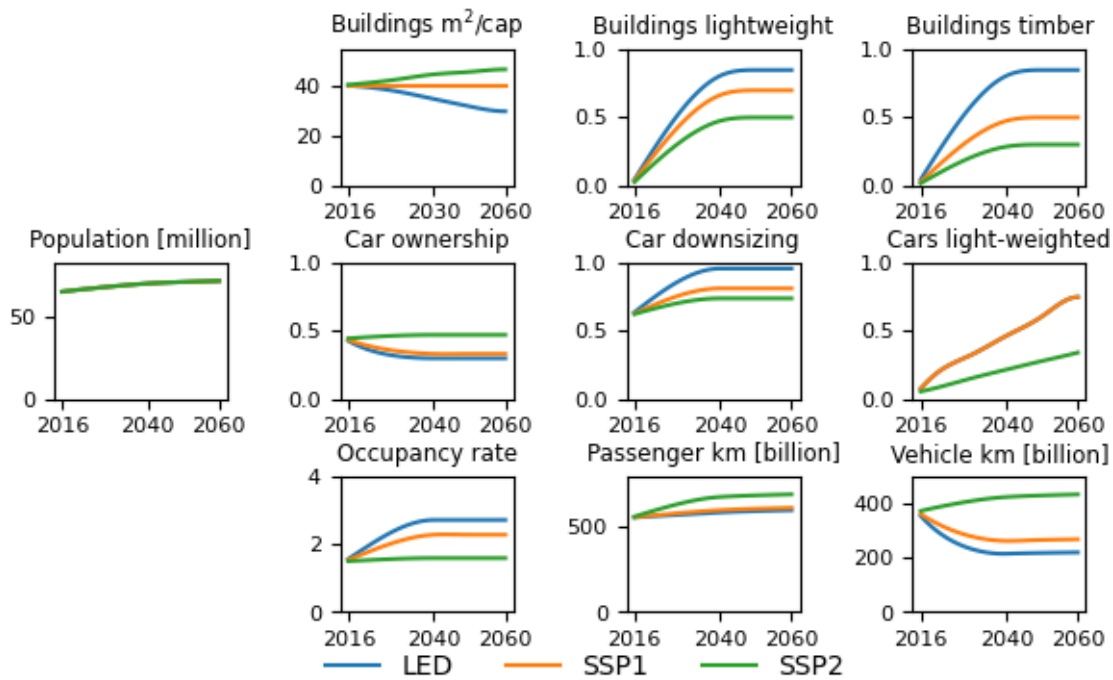 Buildings m²/cap
Buildings lightweight
Buildings timber
40
20
0
2016 2030 2060
1.0
0.5
0.0
2016 2040 2060
1.0
0.5
0.0
2016 2040 2060
Population [million]
Car ownership
Car downsizing
Cars light-weighted
50
0
2016 2040 2060
1.0
0.5
0.0
2016 2040 2060
1.0
0.5
0.0
2016 2040 2060
1.0
0.5
0.0
2016 2040 2060
Occupancy rate
Passenger km [billion]
Vehicle km [billion]
4
2
0
2016 2040 2060
500
0
2016 2040 2060
400
200
0
2016 2040 2060
LED SSP1 SSP2